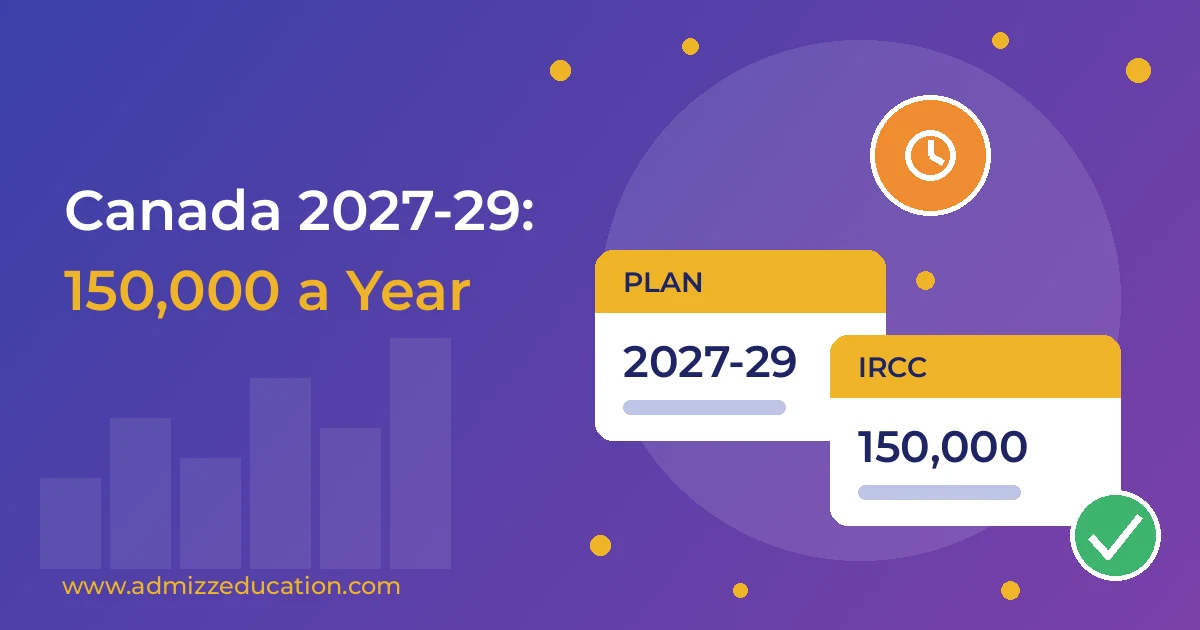 Canada 2027-29:
150,000 a Year
PLAN
2027-29
IRCC
150,000
www.admizzeducation.com